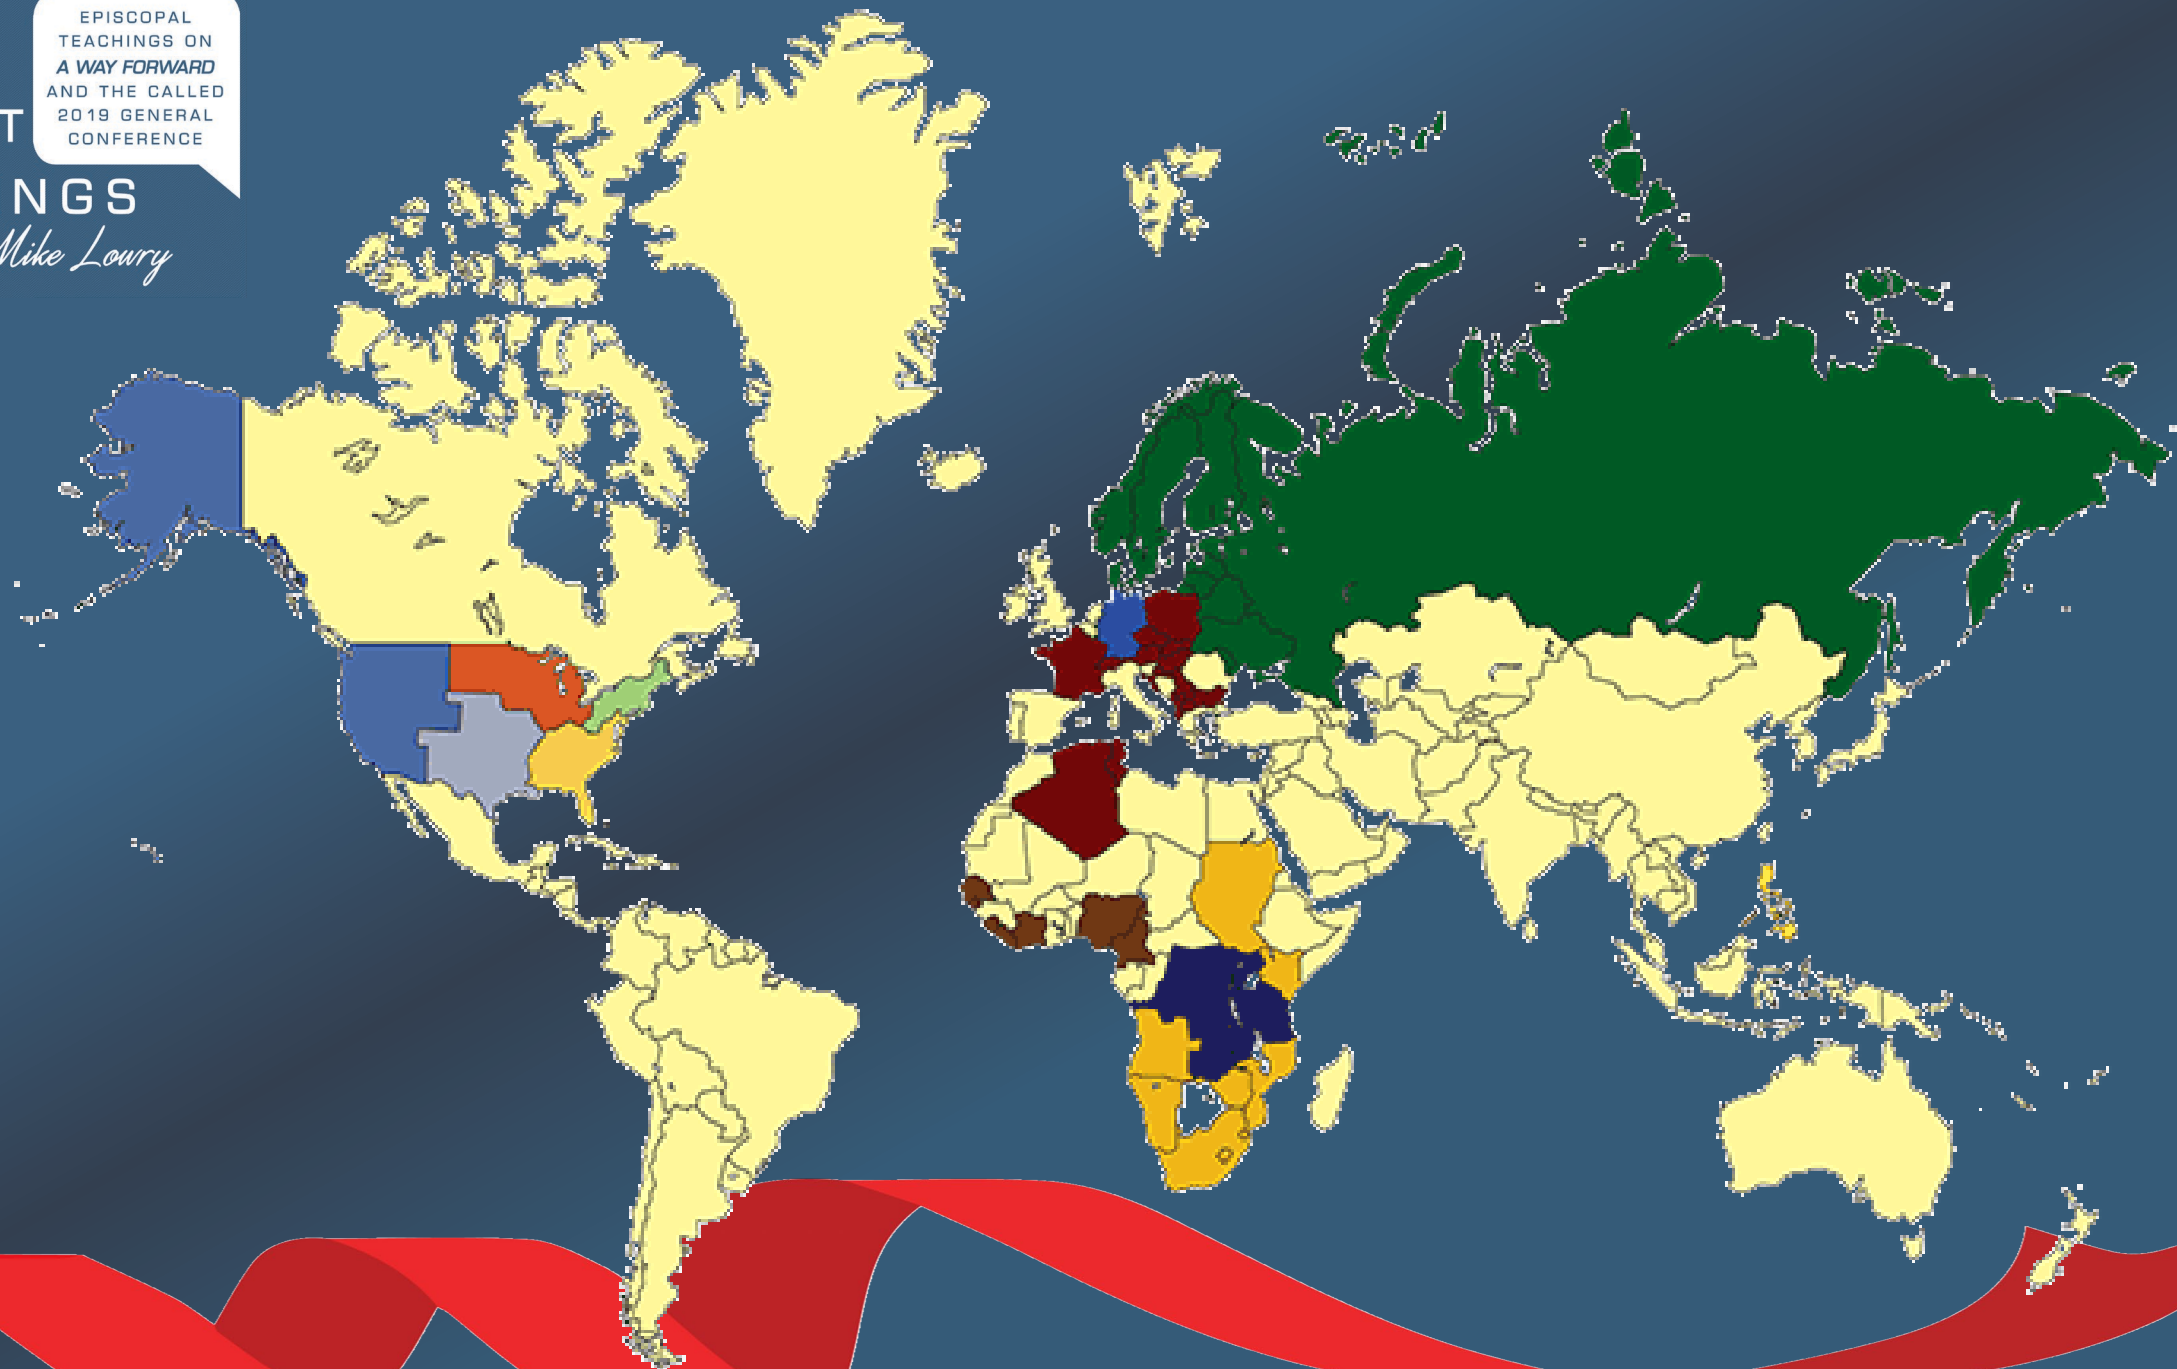 EPISCOPAL
TEACHINGS ON
A WAY FORWARD
AND THE CALLED
2019 GENERAL
CONFERENCE
T
NGS
Mike Lowry